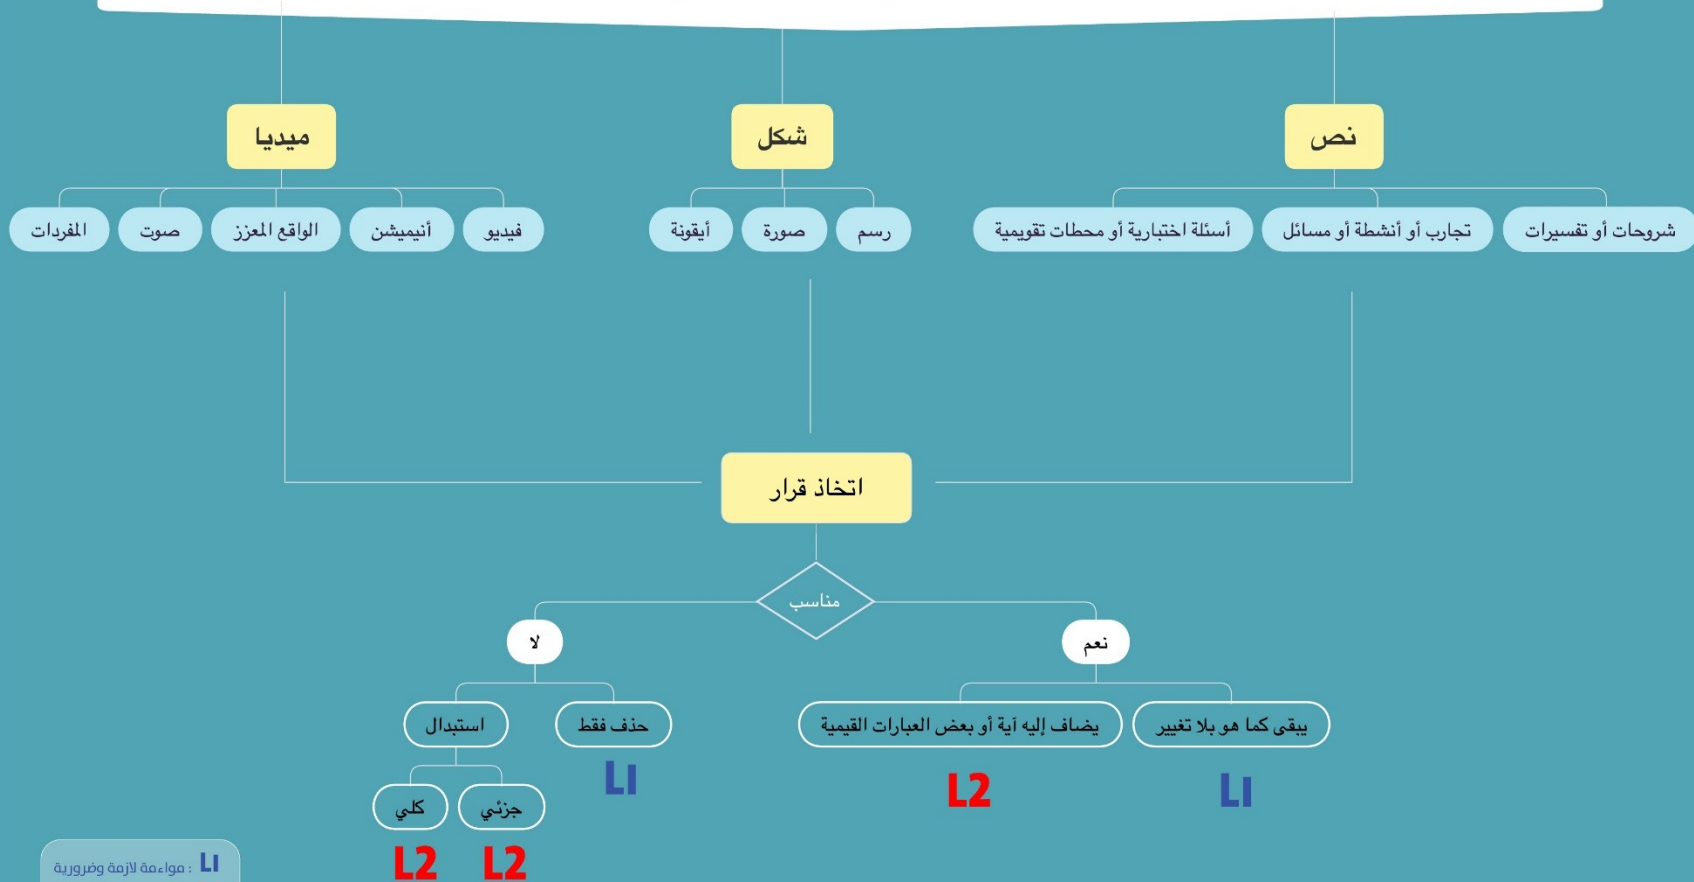 نص
شكل
ميديا
شروحات أو تفسيرات
تجارب أو أنشطة أو مسائل
أسئلة اختبارية أو محطات تقويمية
رسم
صورة
أيقونة
فيديو
أنيميشن
الواقع المعزز
صوت
المفردات
اتخاذ قرار
مناسب
نعم
لا
يبقى كما هو بلا تغيير
يضاف إليه آية أو بعض العبارات القيمية
حذف فقط
استبدال
L1
L2
L1
جزئي
كلي
L2
L2
L1 : مواءمة لازمة وضرورية